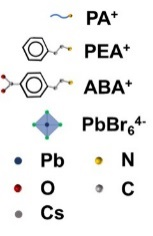 PA⁺
PEA⁺
ABA⁺
PbBr₆⁴⁻
Pb N
O C
Cs